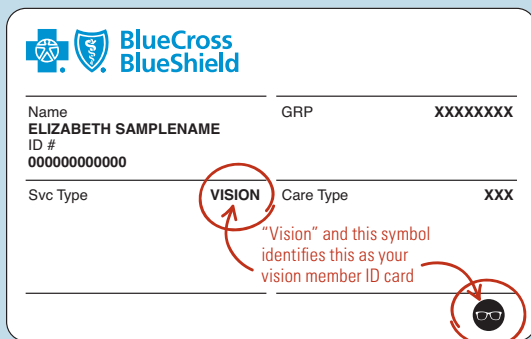 BlueCross
BlueShield
Name
ELIZABETH SAMPLENAME
ID #
000000000000
GRP XXXXXXXX
Svc Type VISION
Care Type XXX
“Vision” and this symbol
identifies this as your
vision member ID card